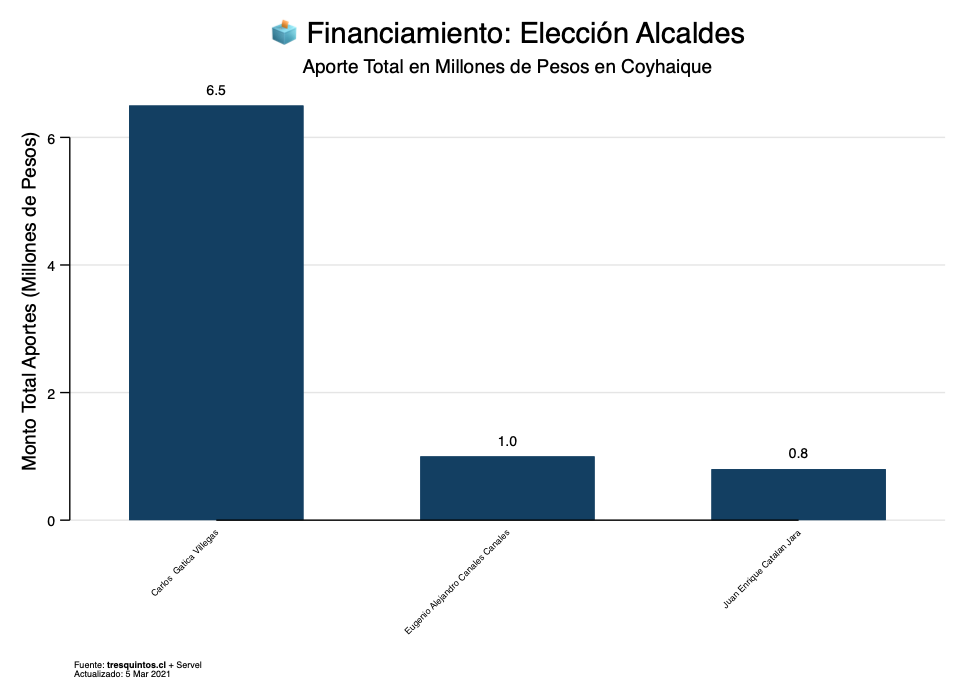 Financiamiento: Elección Alcaldes
Aporte Total en Millones de Pesos en Coyhaique
Monto Total Aportes (Millones de Pesos)
6
4
2
0
6.5
1.0
0.8
Carlos Gatica Villegas
Eugenio Alejandro Canales Canales
Juan Enrique Catalan Jara
Fuente: tresquintos.cl + Servel
Actualizado: 5 Mar 2021